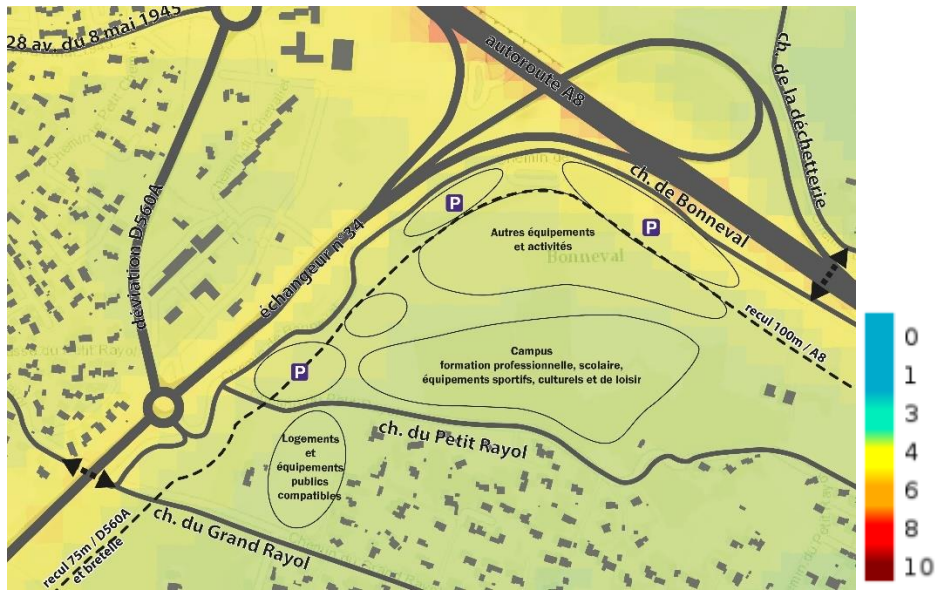 28 av. du 8 mai 1945
autoroute A8
ch. de la déchetterie
déviation D560A
échangeur n°34
ch. de Bonneval
P
P
Autres équipements
et activités
Bonneval
recul 100m / A8
P
Campus
formation professionnelle, scolaire,
équipements sportifs, culturels et de loisir
Logements
et
équipements
publics
compatibles
ch. du Petit Rayol
ch. du Grand Rayol
recul 75m / D560A
et bretelle
0
1
3
4
6
8
10